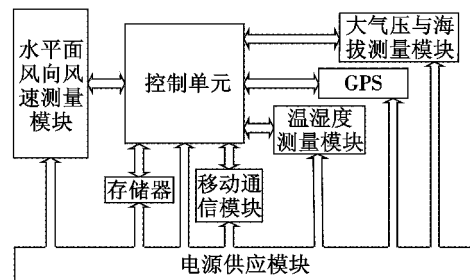 水平面
风向风
速测量
模块
控制单元
大气压与海
拔测量模块
GPS
温湿度
测量模块
存储器
移动通
信模块
电源供应模块